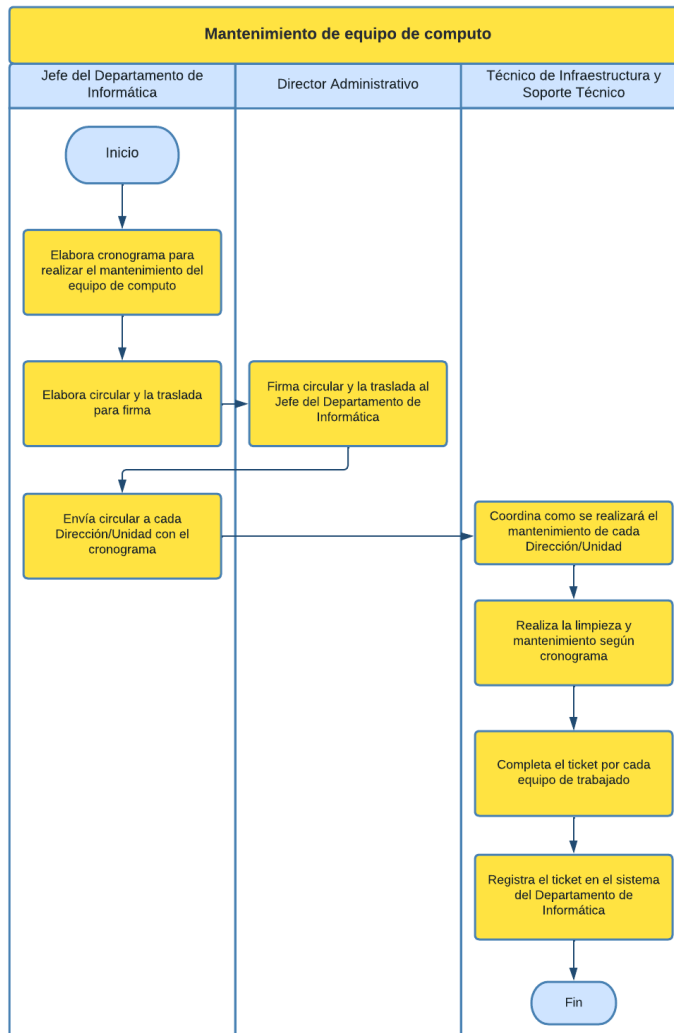 Mantenimiento de equipo de computo
Jefe del Departamento de
Informática
Director Administrativo
Técnico de Infraestructura y
Soporte Técnico
Inicio
Elabora cronograma para
realizar el mantenimiento del
equipo de computo
Elabora circular y la traslada
para firma
Firma circular y la traslada al
Jefe del Departamento de
Informática
Envía circular a cada
Dirección/Unidad con el
cronograma
Coordina como se realizará el
mantenimiento de cada
Dirección/Unidad
Realiza la limpieza y
mantenimiento según
cronograma
Completa el ticket por cada
equipo de trabajado
Registra el ticket en el sistema
del Departamento de
Informática
Fin